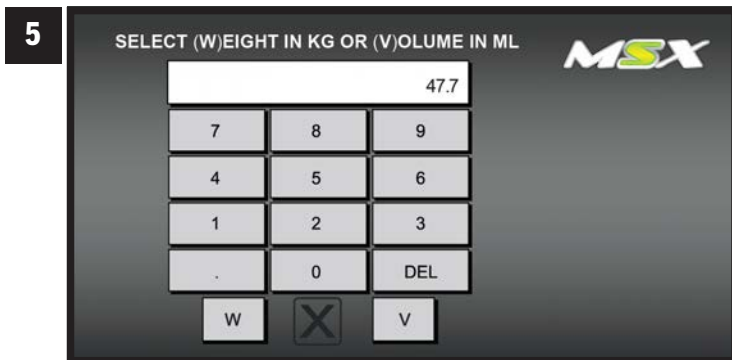 5
SELECT (W)EIGHT IN KG OR (V)OLUME IN ML
MSX
47.7
7 8 9
4 5 6
1 2 3
. 0 DEL
W X V